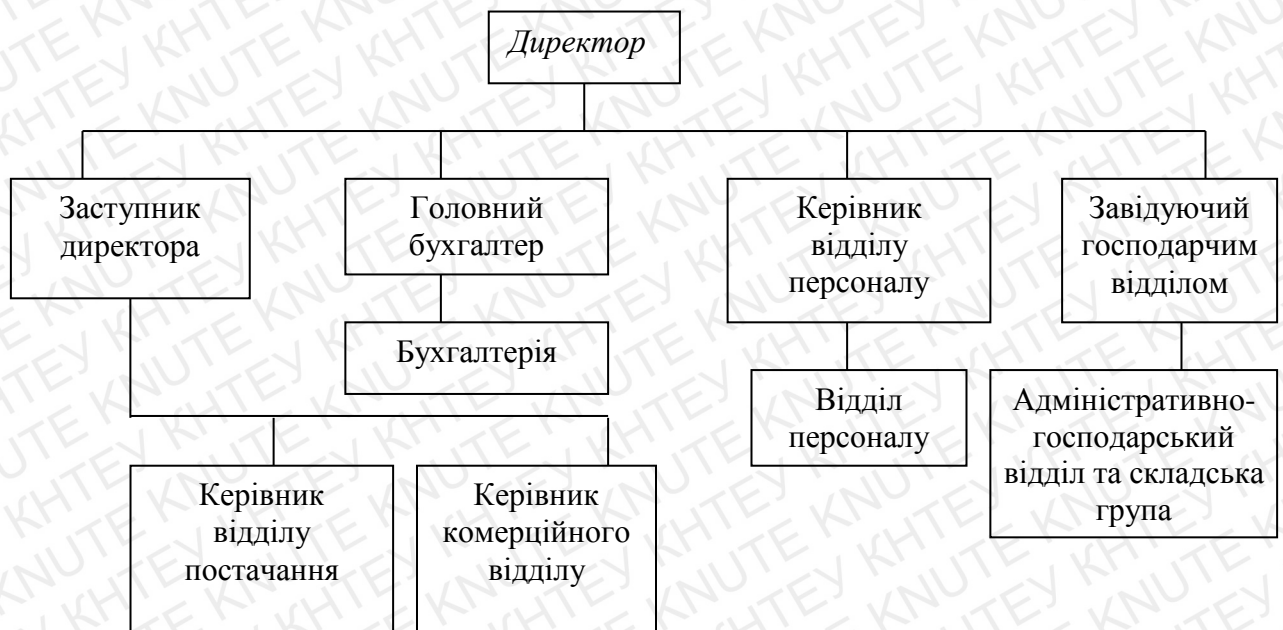 Директор
Заступник
директора
Головний
бухгалтер
Керівник
відділу
персоналу
Завідуючий
господарчим
відділом
Бухгалтерія
Відділ
персоналу
Адміністративно-
господарський
відділ та складська
група
Керівник
відділу
постачання
Керівник
комерційного
відділу